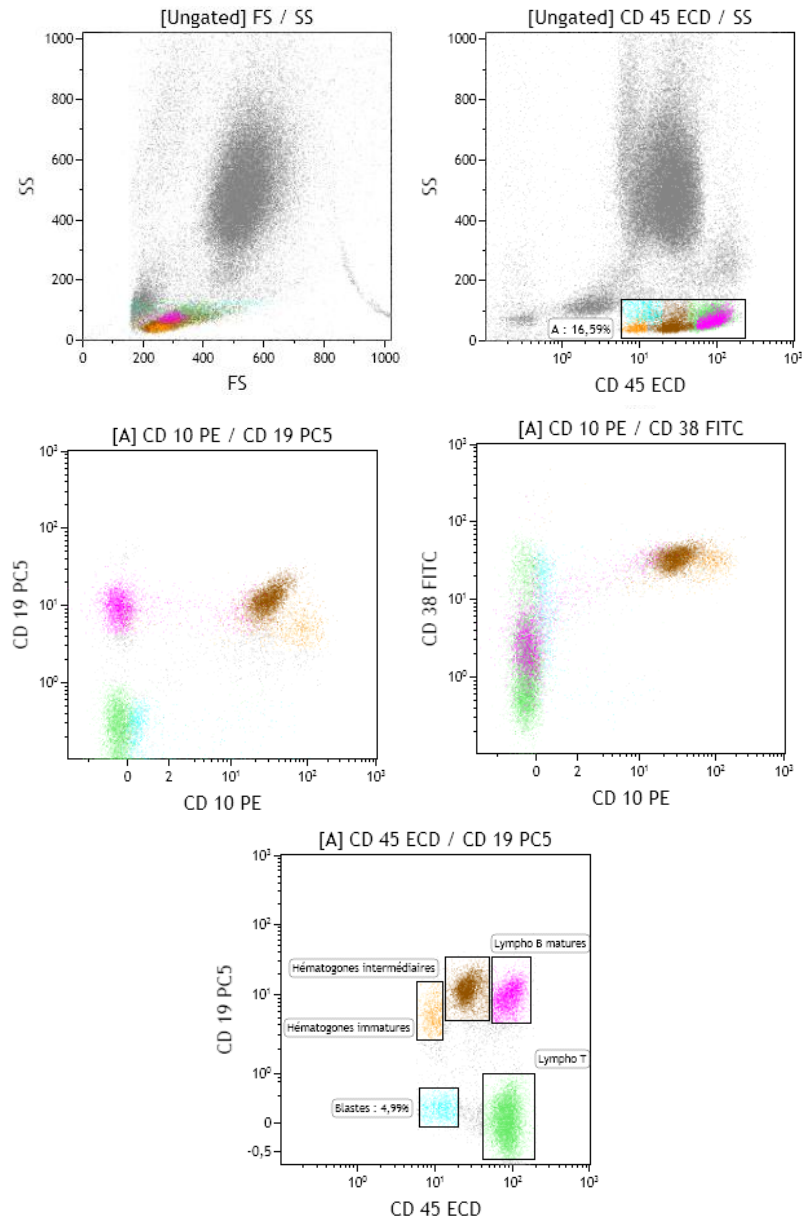 [Ungated] FS / SS
1000
800
600
400
200
0
SS
0 200 400 600 800 1000
FS
[Ungated] CD 45 ECD / SS
1000
800
600
400
200
0
SS
A : 16,59%
10⁰ 10¹ 10² 10³
CD 45 ECD
[A] CD 10 PE / CD 19 PC5
10³
10²
10¹
10⁰
CD 19 PC5
0 2 10¹ 10² 10³
CD 10 PE
[A] CD 10 PE / CD 38 FITC
10³
10²
10¹
10⁰
CD 38 FITC
0 2 10¹ 10² 10³
CD 10 PE
[A] CD 45 ECD / CD 19 PC5
10³
10²
10¹
10⁰
0
-0,5
CD 19 PC5
Lympho B matures
Hématogones intermédiaires
Hématogones immatures
Lympho T
Blastes : 4,99%
10⁰ 10¹ 10² 10³
CD 45 ECD